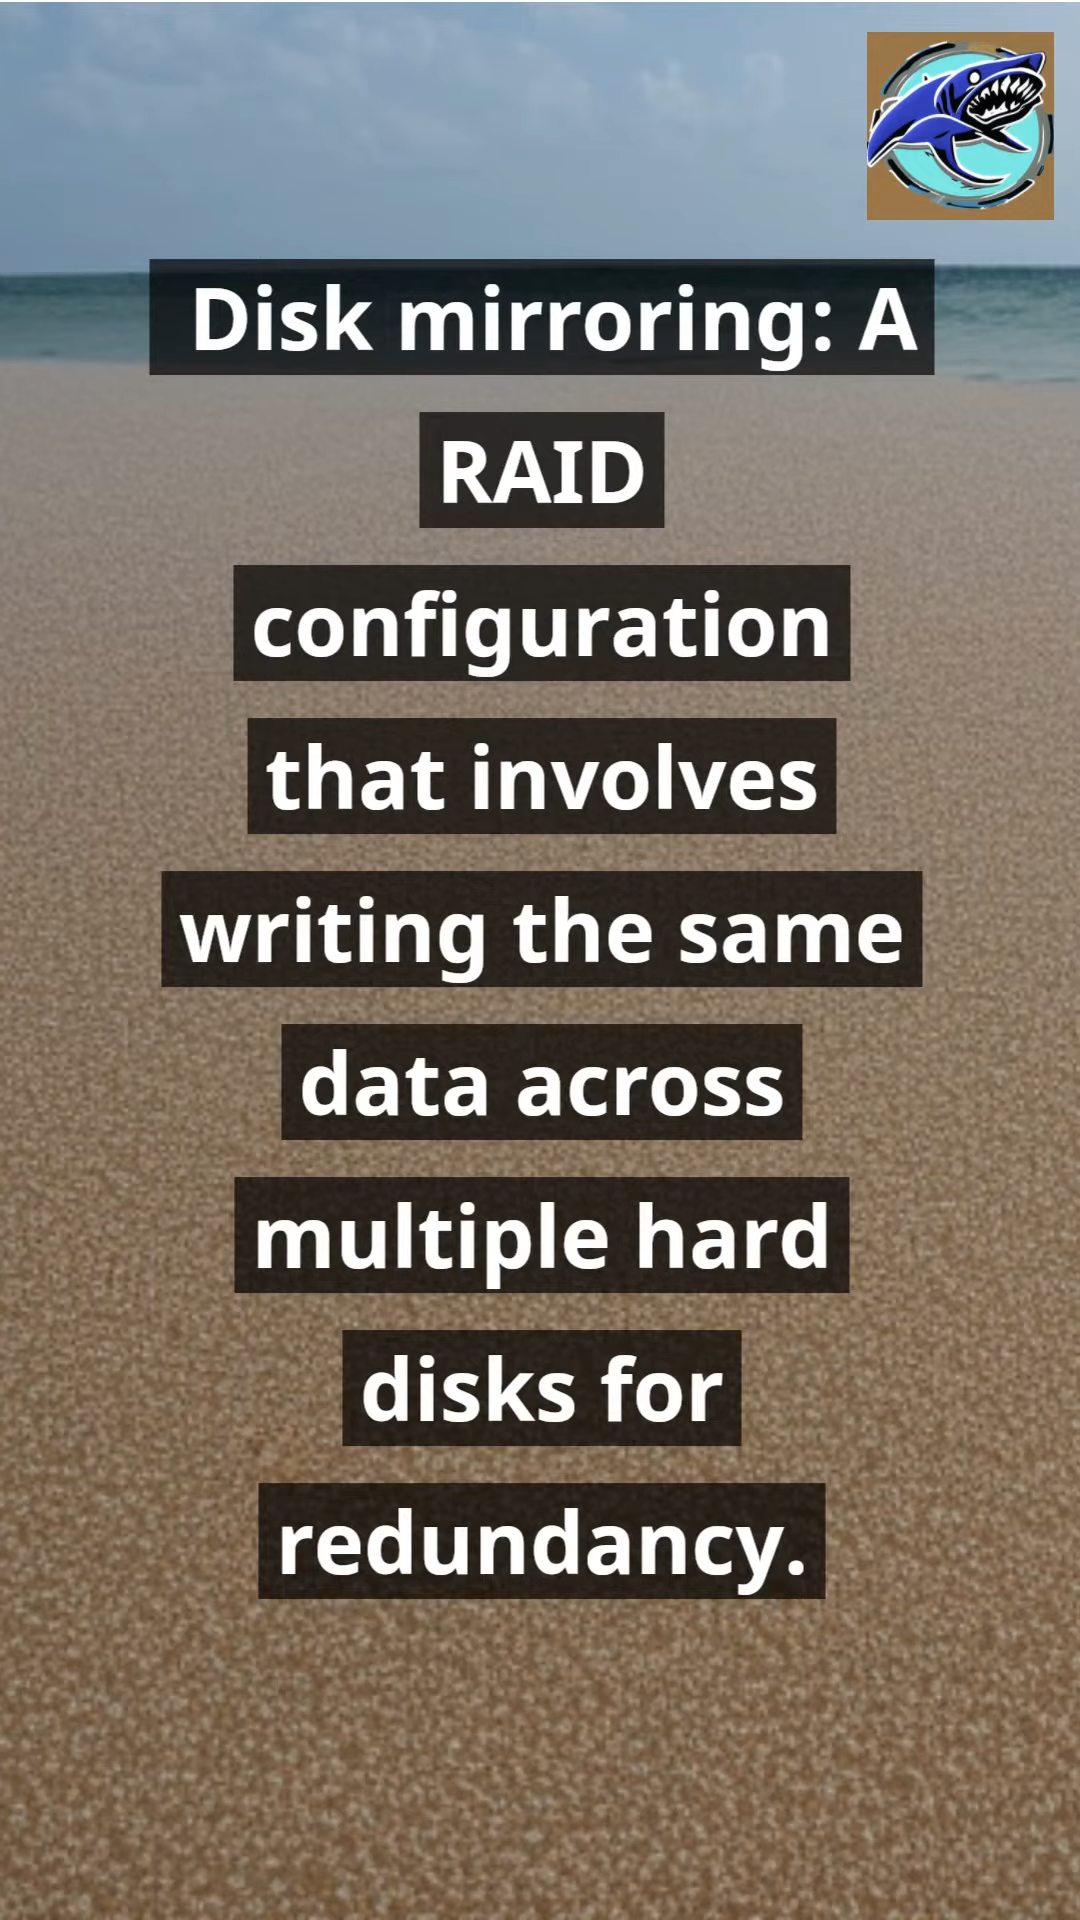 Disk mirroring: A
RAID
configuration
that involves
writing the same
data across
multiple hard
disks for
redundancy.